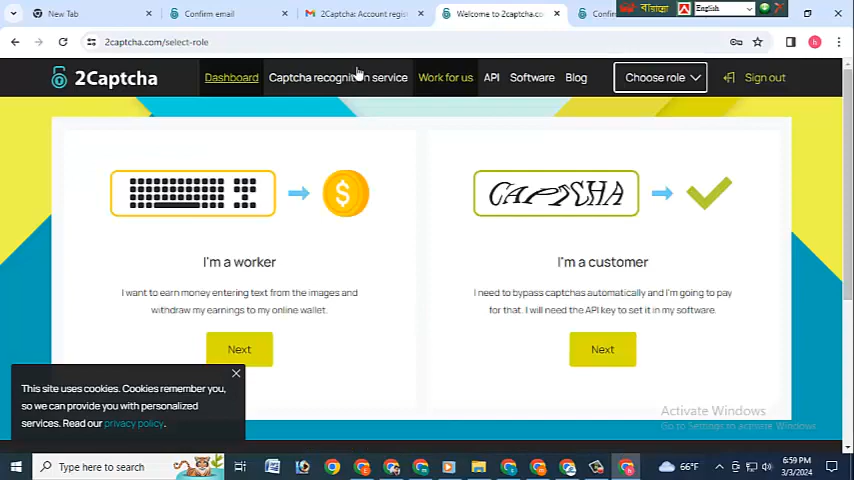 New Tab
Confirm email
2Captcha: Account regis
Welcome to 2captcha.co
Confir
বায়ান্নো
English
2captcha.com/select-role
h
2Captcha
Dashboard
Captcha recognition service
Work for us
API
Software
Blog
Choose role
Sign out
$
CAPTCHA
I'm a worker
I'm a customer
I want to earn money entering text from the images and
withdraw my earnings to my online wallet.
I need to bypass captchas automatically and I'm going to pay
for that. I will need the API key to set it in my software.
Next
Next
This site uses cookies. Cookies remember you,
so we can provide you with personalized
services. Read our privacy policy.
Activate Windows
Go to Settings to activate Windows.
Type here to search
66°F
6:59 PM
3/3/2024